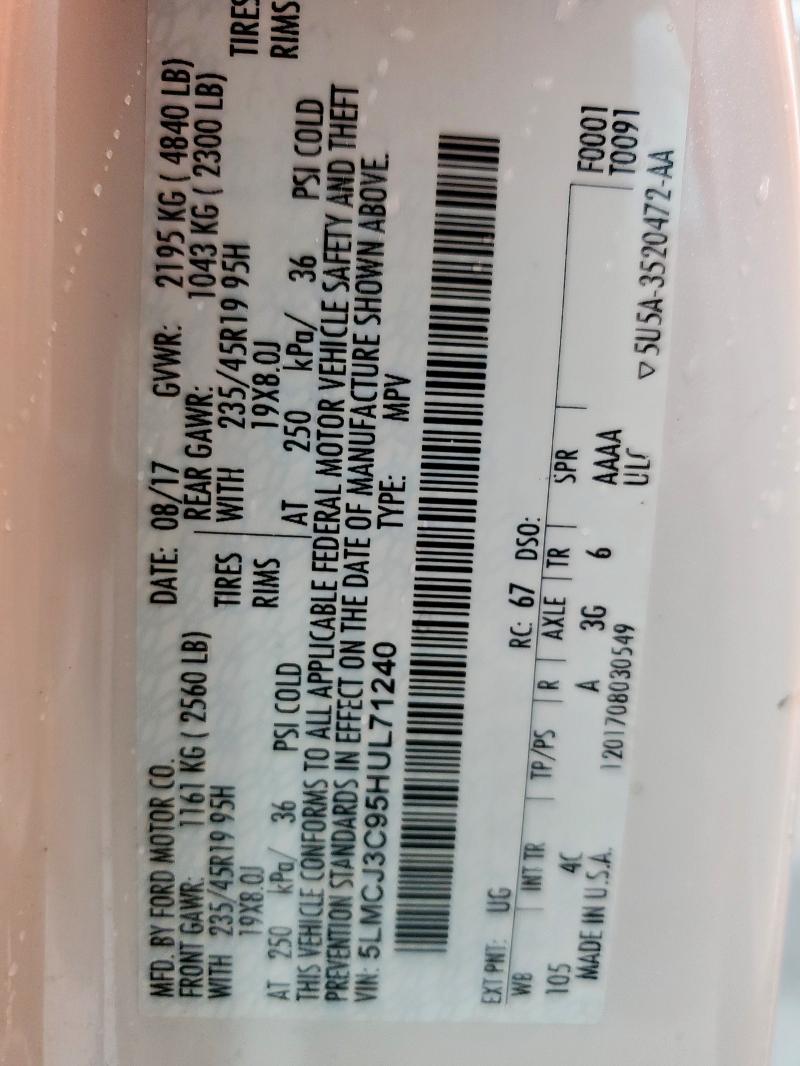 MFD. BY FORD MOTOR CO.
DATE: 08/17 GVWR: 2195 KG ( 4840 LB)
FRONT GAWR: 1161 KG ( 2560 LB) REAR GAWR: 1043 KG ( 2300 LB)
WITH 235/45R19 95H TIRES WITH 235/45R19 95H TIRES
19X8.0J RIMS 19X8.0J RIMS
AT 250 kPa/ 36 PSI COLD AT 250 kPa/ 36 PSI COLD
THIS VEHICLE CONFORMS TO ALL APPLICABLE FEDERAL MOTOR VEHICLE SAFETY AND THEFT
PREVENTION STANDARDS IN EFFECT ON THE DATE OF MANUFACTURE SHOWN ABOVE.
VIN: 5LMCJ3C95HUL71240 TYPE: MPV
EXT PNT: UG RC: 67 DSO:
WB INT TR TP/PS R AXLE TR SPR F0001
105 4C A 3G 6 AAAA T0091
MADE IN U.S.A. 1201708030549 ▽ 5U5A-3520472-AA